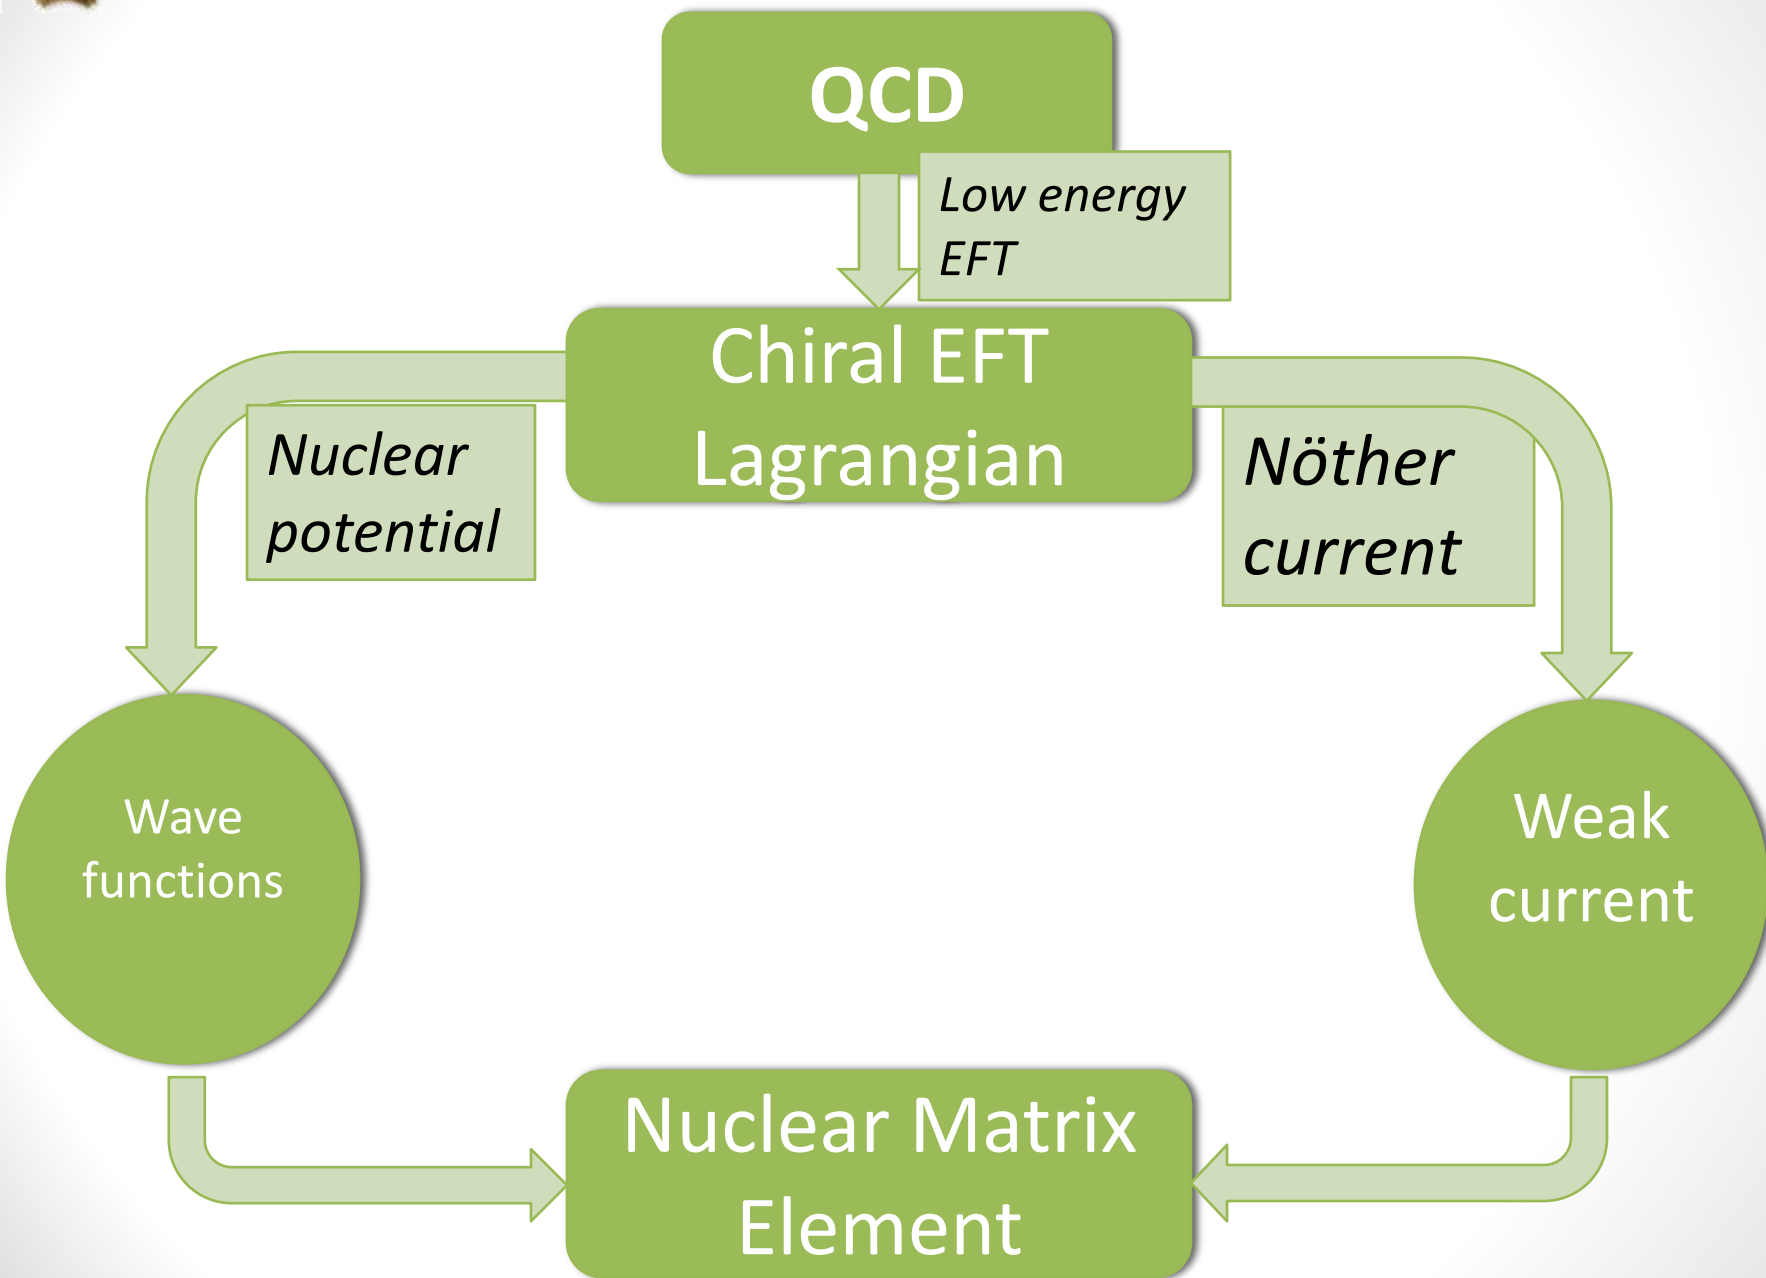 QCD
Low energy
EFT
Chiral EFT
Lagrangian
Nuclear
potential
Nöther
current
Wave
functions
Weak
current
Nuclear Matrix
Element